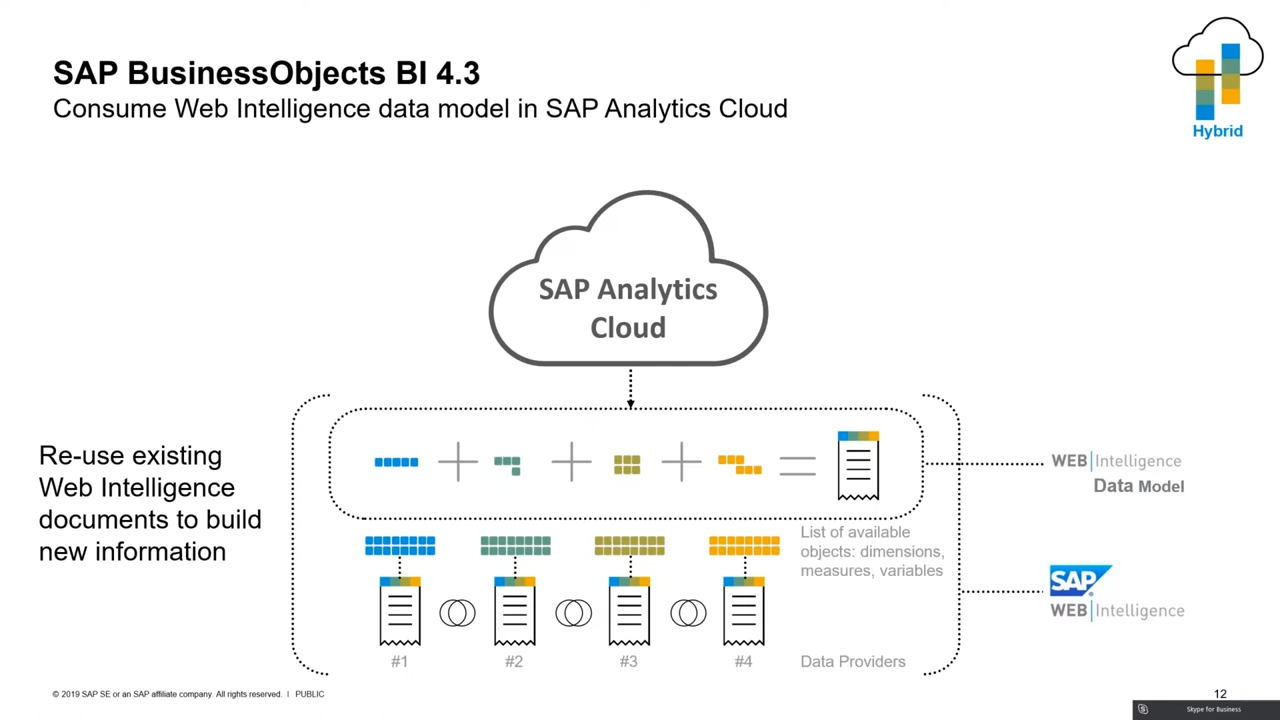 SAP BusinessObjects BI 4.3
Consume Web Intelligence data model in SAP Analytics Cloud
Hybrid
SAP Analytics
Cloud
Re-use existing
Web Intelligence
documents to build
new information
WEB|Intelligence
Data Model
List of available
objects: dimensions,
measures, variables
SAP
WEB|Intelligence
#1
#2
#3
#4
Data Providers
© 2019 SAP SE or an SAP affiliate company. All rights reserved. | PUBLIC
12
Skype for Business